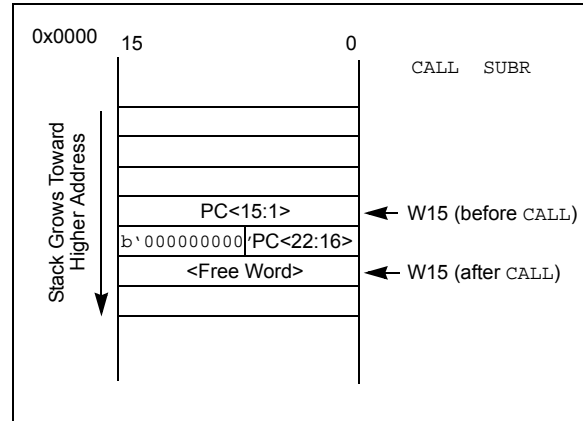 0x0000 15 0
CALL SUBR
Stack Grows Toward
Higher Address
PC<15:1>
W15 (before CALL)
b‘000000000’ PC<22:16>
<Free Word>
W15 (after CALL)